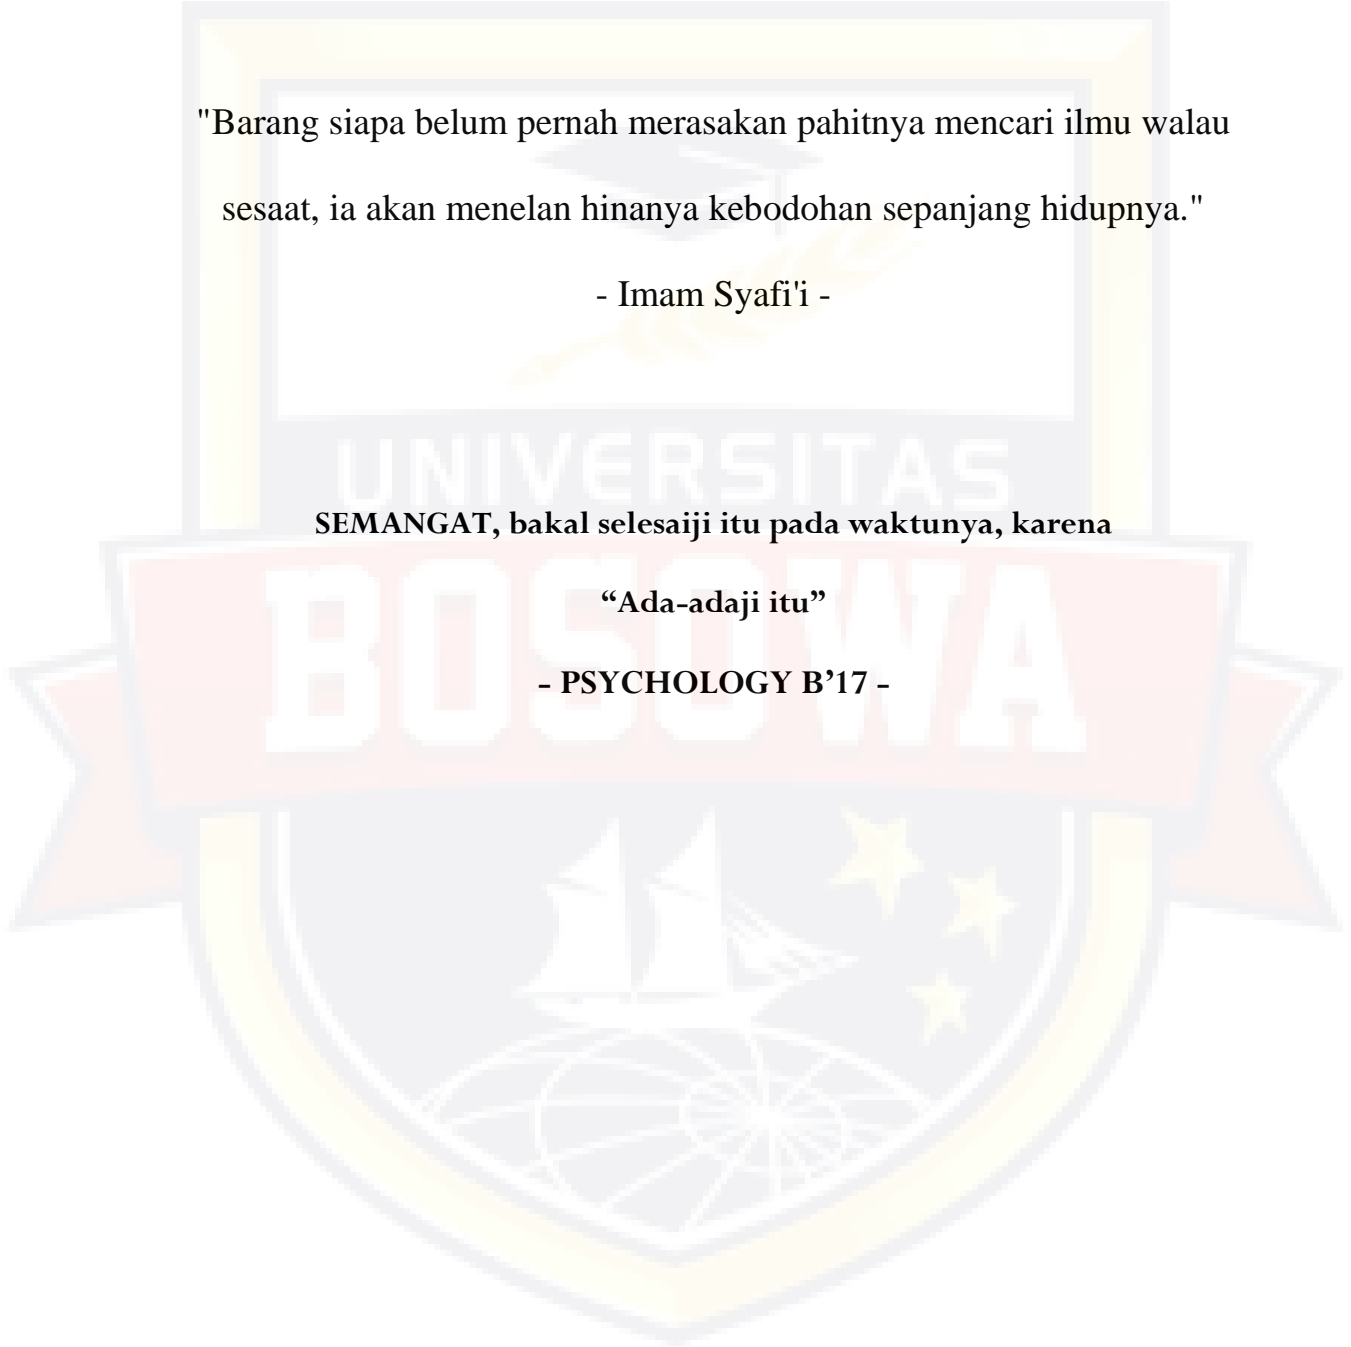 "Barang siapa belum pernah merasakan pahitnya mencari ilmu walau
sesaat, ia akan menelan hinanya kebodohan sepanjang hidupnya."
- Imam Syafi'i -
UNIVERSITAS
SEMANGAT, bakal selesaiji itu pada waktunya, karena
“Ada-adaji itu”
BOSOWA
- PSYCHOLOGY B’17 -